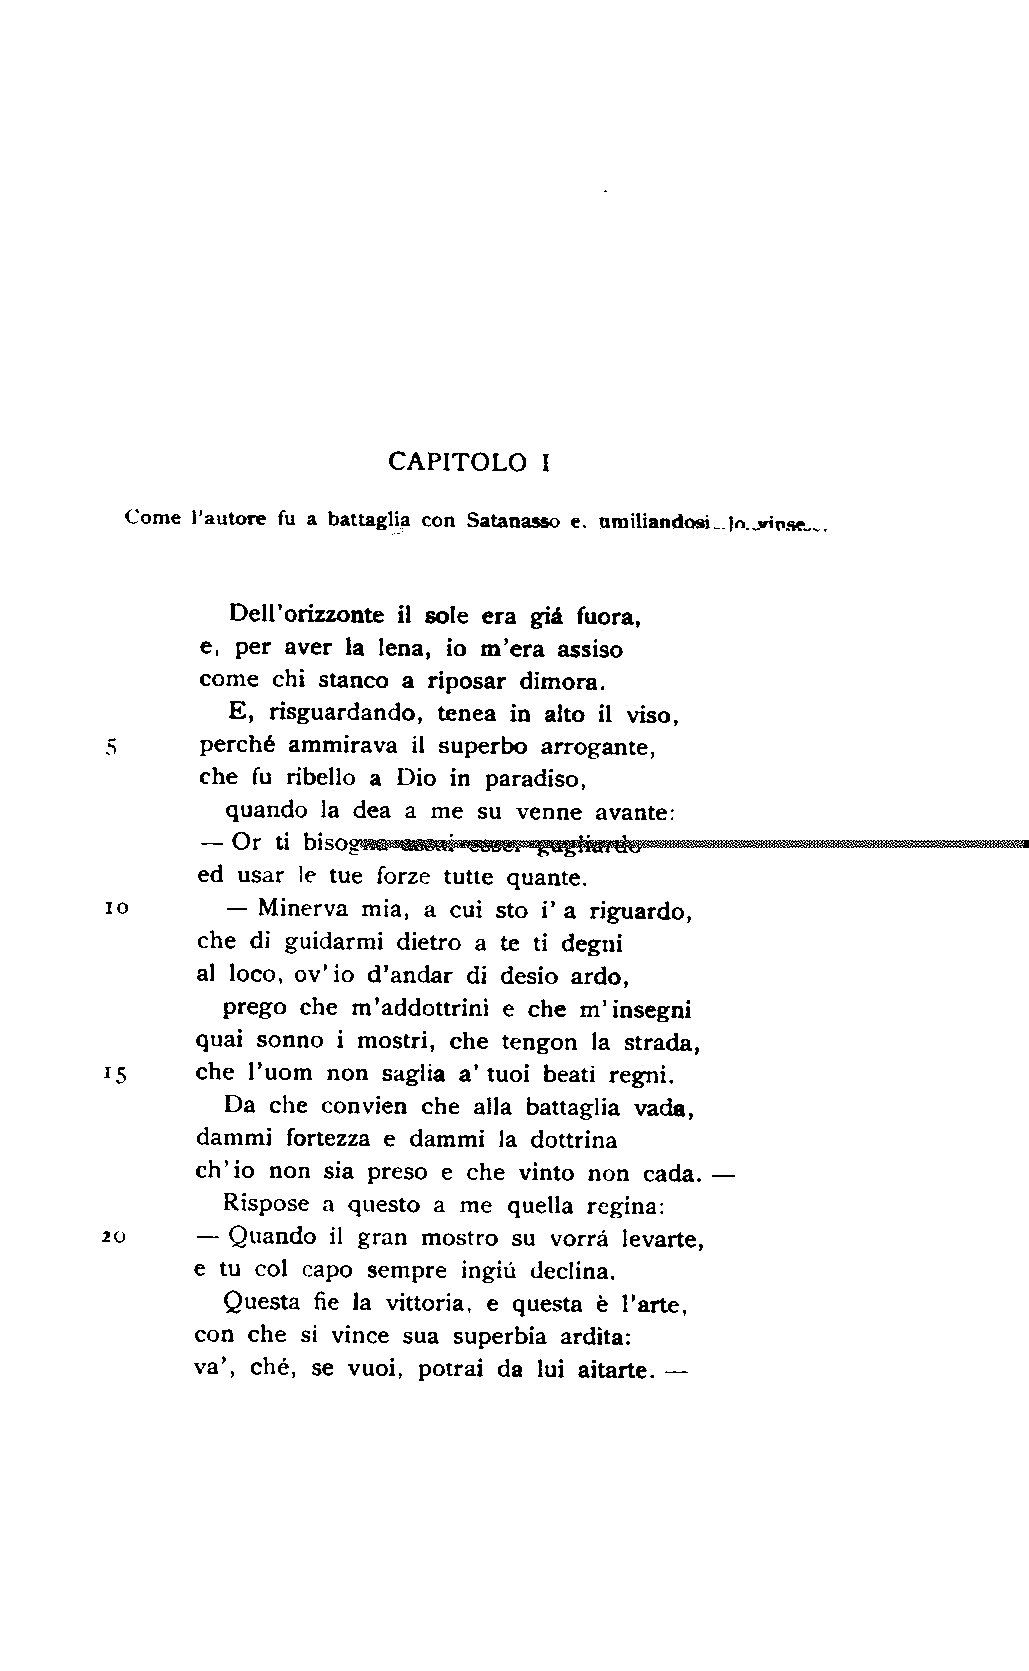 CAPITOLO I
Come l'autore fu a battaglia con Satanasso e, umiliandosi lo vinse.
Dell'orizzonte il sole era giá fuora,
e, per aver la lena, io m'era assiso
come chi stanco a riposar dimora.
E, risguardando, tenea in alto il viso,
5 perché ammirava il superbo arrogante,
che fu ribello a Dio in paradiso,
quando la dea a me su venne avante:
— Or ti bisogna assai esser gagliardo
ed usar le tue forze tutte quante.
10 — Minerva mia, a cui sto i' a riguardo,
che di guidarmi dietro a te ti degni
al loco, ov' io d'andar di desio ardo,
prego che m'addottrini e che m' insegni
quai sonno i mostri, che tengon la strada,
15 che l'uom non saglia a' tuoi beati regni.
Da che convien che alla battaglia vada,
dammi fortezza e dammi la dottrina
ch' io non sia preso e che vinto non cada. —
Rispose a questo a me quella regina:
20 — Quando il gran mostro su vorrá levarte,
e tu col capo sempre ingiú declina.
Questa fie la vittoria, e questa è l'arte,
con che si vince sua superbia ardita:
va', ché, se vuoi, potrai da lui aitarte. —